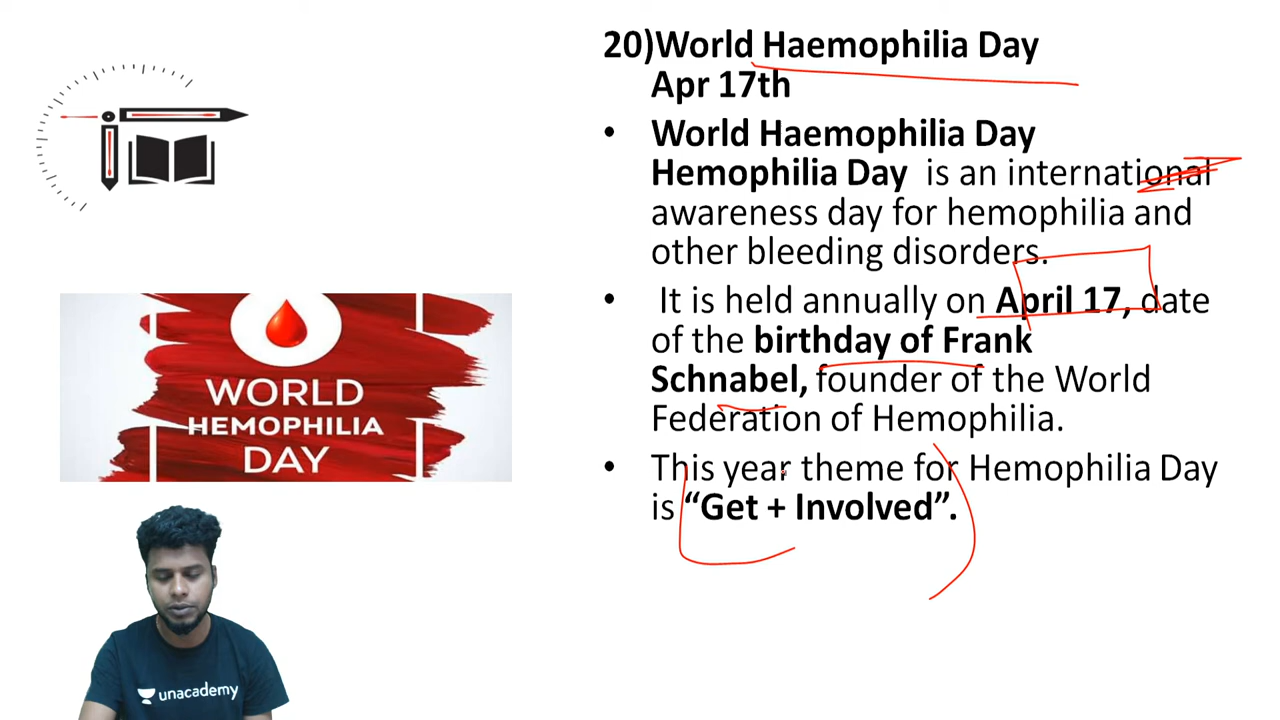 20)World Haemophilia Day
Apr 17th
• World Haemophilia Day
Hemophilia Day is an international
awareness day for hemophilia and
other bleeding disorders.
• It is held annually on April 17, date
of the birthday of Frank
Schnabel, founder of the World
Federation of Hemophilia.
• This year theme for Hemophilia Day
is “Get + Involved”.
WORLD
HEMOPHILIA
DAY
unacademy